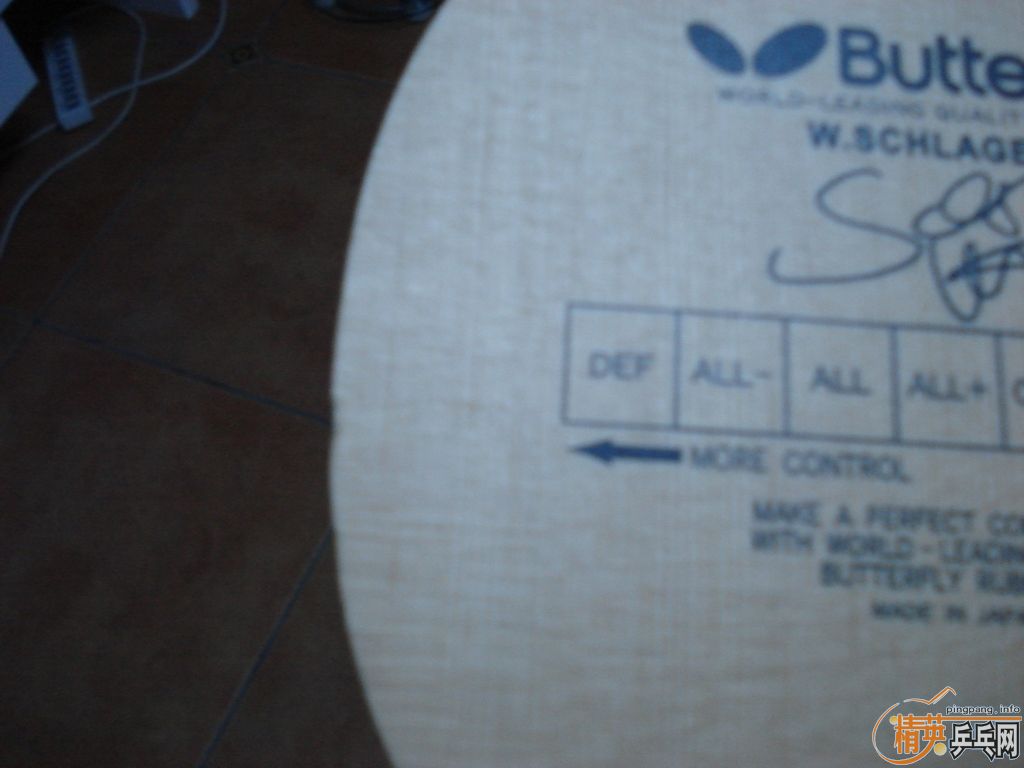 Butte
WORLD-LEADING QUALIT
W.SCHLAGE
DEF ALL- ALL ALL+
MORE CONTROL
MAKE A PERFECT CO
WITH WORLD-LEADIN
BUTTERFLY RUB
MADE IN JAPA
pingpang.info
精英乒乓网